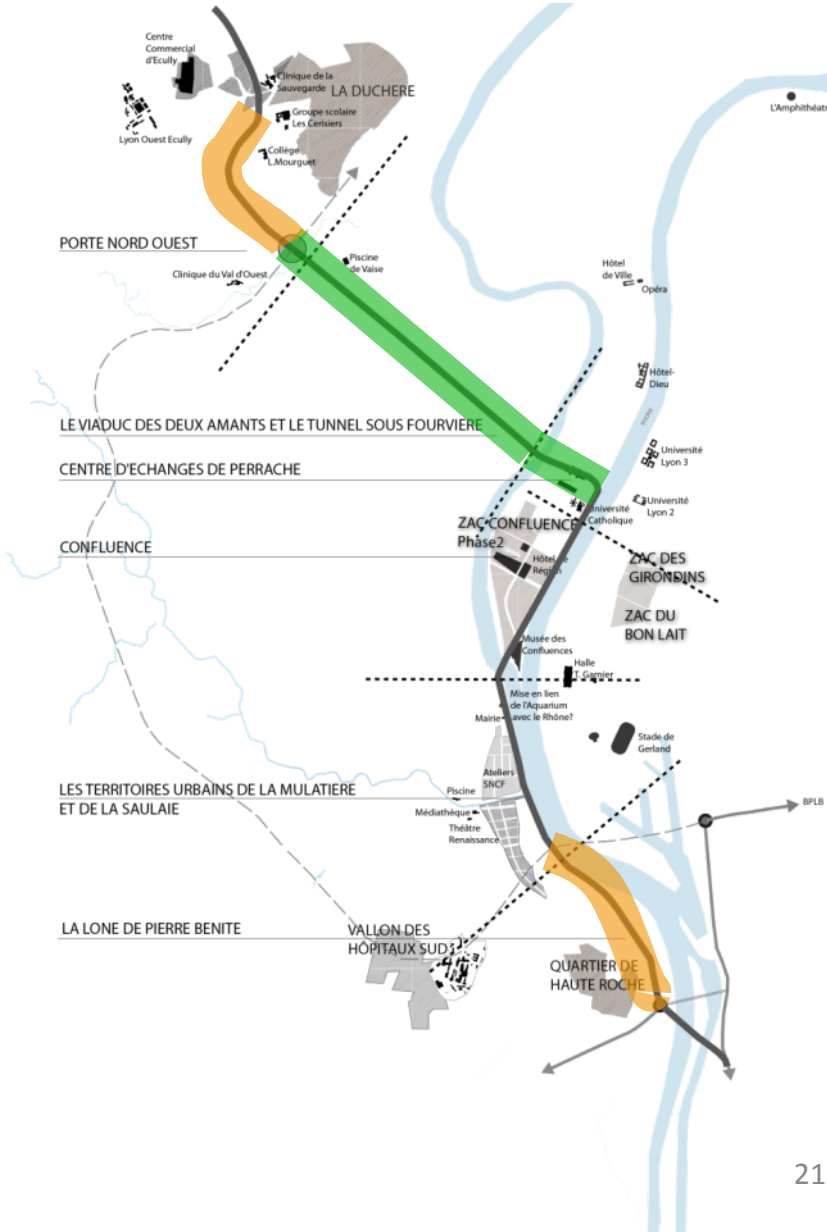 Centre
Commercial
d'Ecully
Clinique de la
Sauvegarde
LA DUCHERE
Groupe scolaire
Les Cerisiers
Lyon Ouest Ecully
Collège
L.Mourguet
L'Amphithéatr
PORTE NORD OUEST
Piscine
de Vaise
Clinique du Val d'Ouest
Hôtel
de Ville
Opéra
Hôtel-
Dieu
RHONE
LE VIADUC DES DEUX AMANTS ET LE TUNNEL SOUS FOURVIERE
Université
Lyon 3
CENTRE D'ECHANGES DE PERRACHE
Université
Lyon 2
Université
Catholique
ZAC CONFLUENCE
Phase2
CONFLUENCE
Hôtel de
Région
ZAC DES
GIRONDINS
ZAC DU
BON LAIT
Musée des
Confluences
Halle
T. Garnier
Mise en lien
de l'Aquarium
avec le Rhône?
Mairie
Stade de
Gerland
Ateliers
SNCF
LES TERRITOIRES URBAINS DE LA MULATIERE
ET DE LA SAULAIE
Piscine
Médiathèque
Théâtre
Renaissance
BPLB
LA LONE DE PIERRE BENITE
VALLON DES
HÔPITAUX SUD
QUARTIER DE
HAUTE ROCHE
21